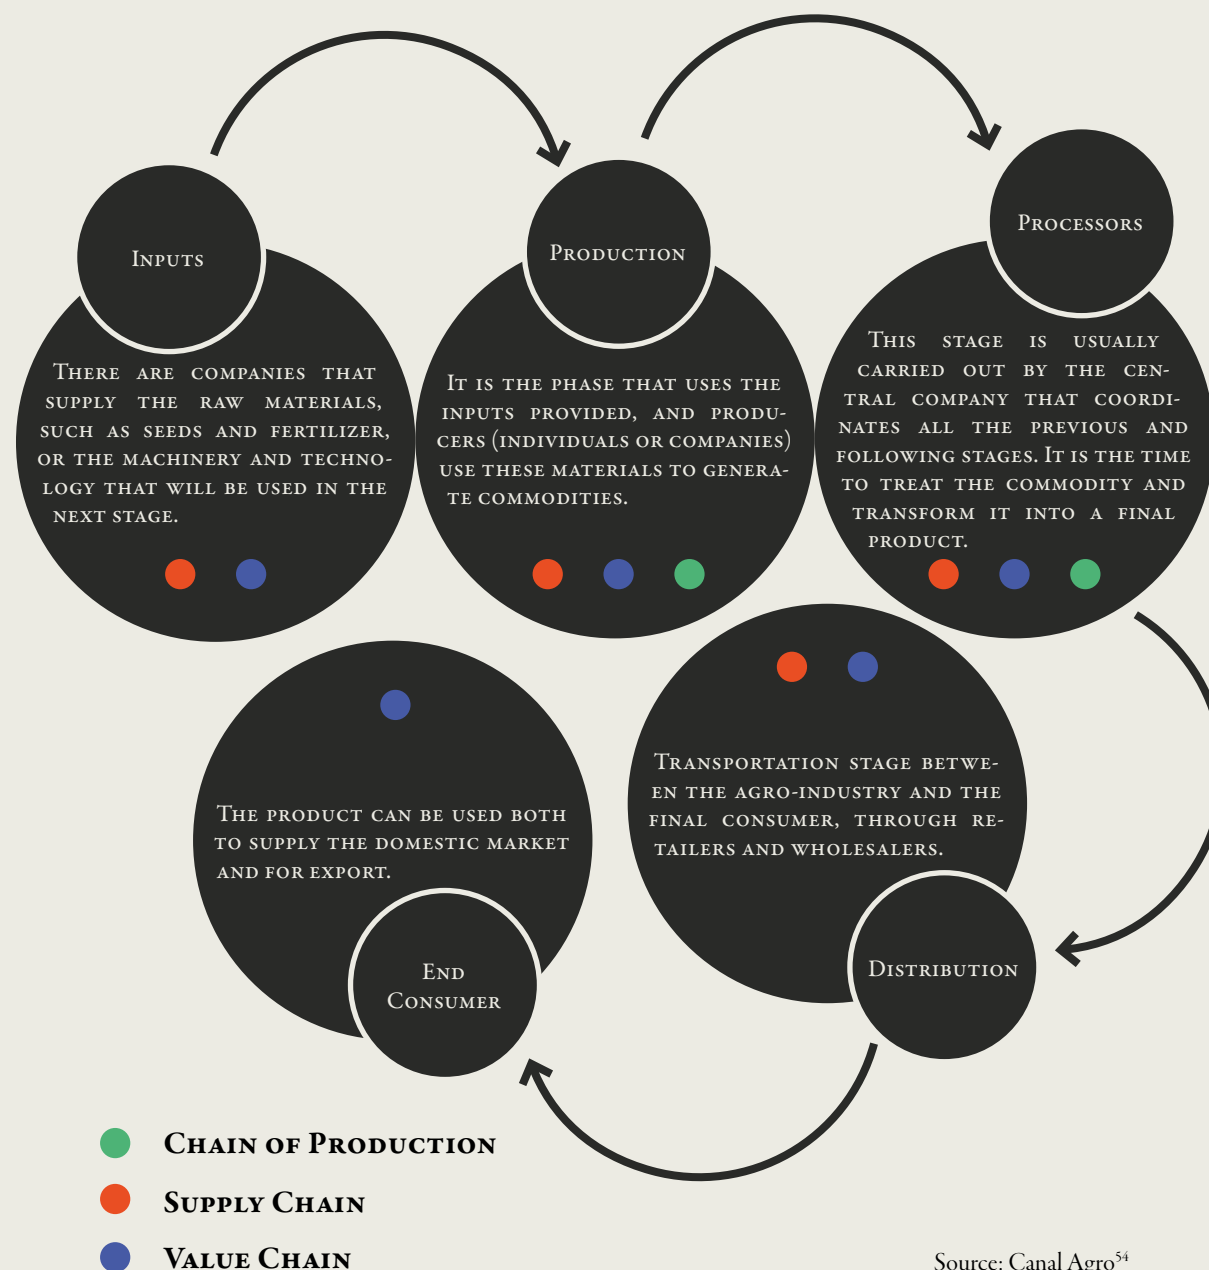 Inputs
There are companies that
supply the raw materials,
such as seeds and fertilizer,
or the machinery and techno-
logy that will be used in the
next stage.
Production
It is the phase that uses the
inputs provided, and produ-
cers (individuals or companies)
use these materials to genera-
te commodities.
Processors
This stage is usually
carried out by the cen-
tral company that coordi-
nates all the previous and
following stages. It is the time
to treat the commodity and
transform it into a final
product.
Transportation stage betwe-
en the agro-industry and the
final consumer, through re-
tailers and wholesalers.
Distribution
The product can be used both
to supply the domestic market
and for export.
End
Consumer
Chain of Production
Supply Chain
Value Chain
Source: Canal Agro54